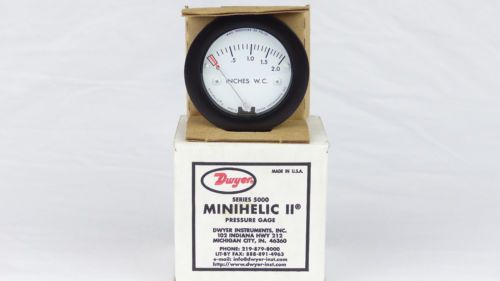 .5 1.0 1.5 2.0
INCHES W.C.
MADE IN U.S.A.
Dwyer
SERIES 5000
MINIHELIC II®
PRESSURE GAGE
DWYER INSTRUMENTS, INC.
102 INDIANA HWY 212
MICHIGAN CITY, IN. 46360
PHONE: 219-879-8000
LIT-BY FAX: 888-891-4963
e-mail: info@dwyer-inst.com
http://www.dwyer-inst.com